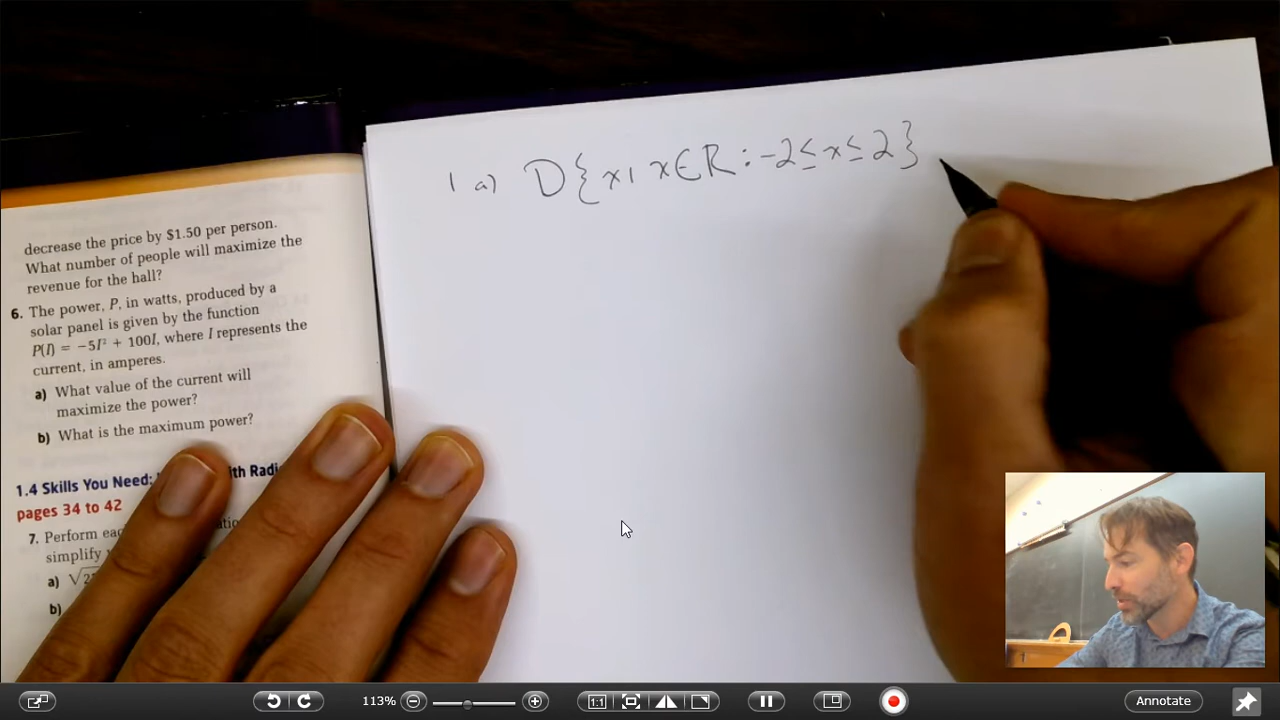 1 a) D{x| x∈R : -2≤x≤2}
decrease the price by $1.50 per person.
What number of people will maximize the
revenue for the hall?
6. The power, P, in watts, produced by a
solar panel is given by the function
P(I) = −5I² + 100I, where I represents the
current, in amperes.
a) What value of the current will
maximize the power?
b) What is the maximum power?
1.4 Skills You Need:
pages 34 to 42
7. Perform
simplify
a)
b)
113%
1:1
Annotate